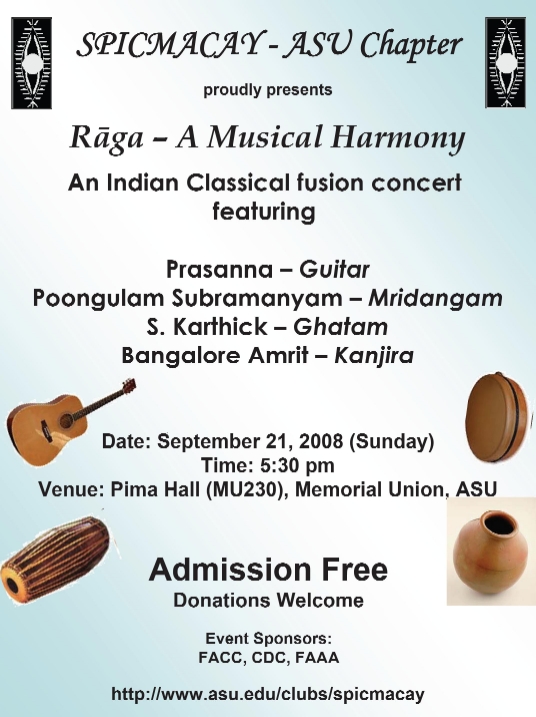 SPICMACAY - ASU Chapter
proudly presents
Rāga – A Musical Harmony
An Indian Classical fusion concert
featuring
Prasanna – Guitar
Poongulam Subramanyam – Mridangam
S. Karthick – Ghatam
Bangalore Amrit – Kanjira
Date: September 21, 2008 (Sunday)
Time: 5:30 pm
Venue: Pima Hall (MU230), Memorial Union, ASU
Admission Free
Donations Welcome
Event Sponsors:
FACC, CDC, FAAA
http://www.asu.edu/clubs/spicmacay